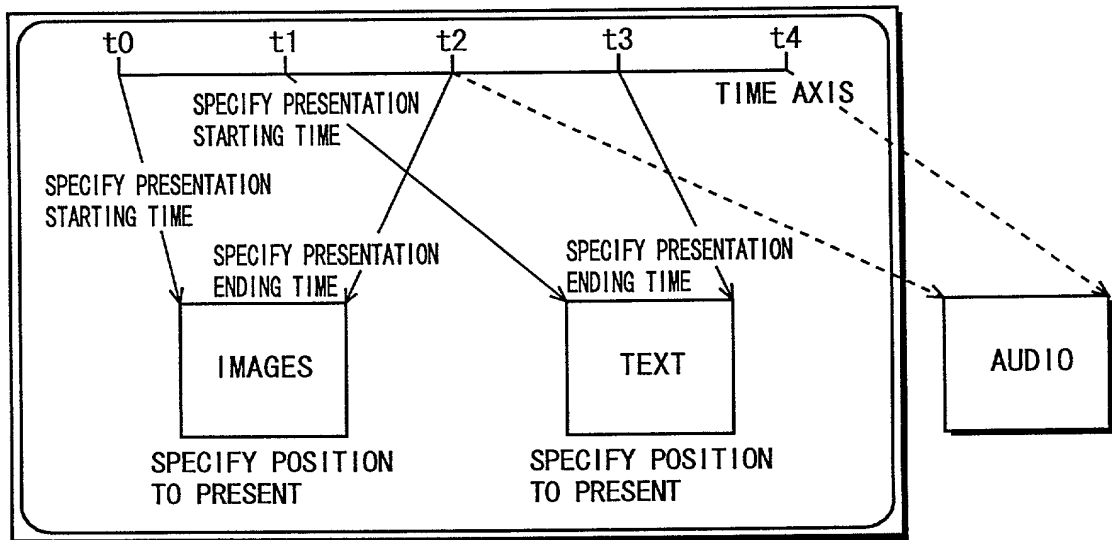 t0 t1 t2 t3 t4
TIME AXIS
SPECIFY PRESENTATION
STARTING TIME
SPECIFY PRESENTATION
STARTING TIME
SPECIFY PRESENTATION
ENDING TIME
SPECIFY PRESENTATION
ENDING TIME
IMAGES
TEXT
AUDIO
SPECIFY POSITION
TO PRESENT
SPECIFY POSITION
TO PRESENT